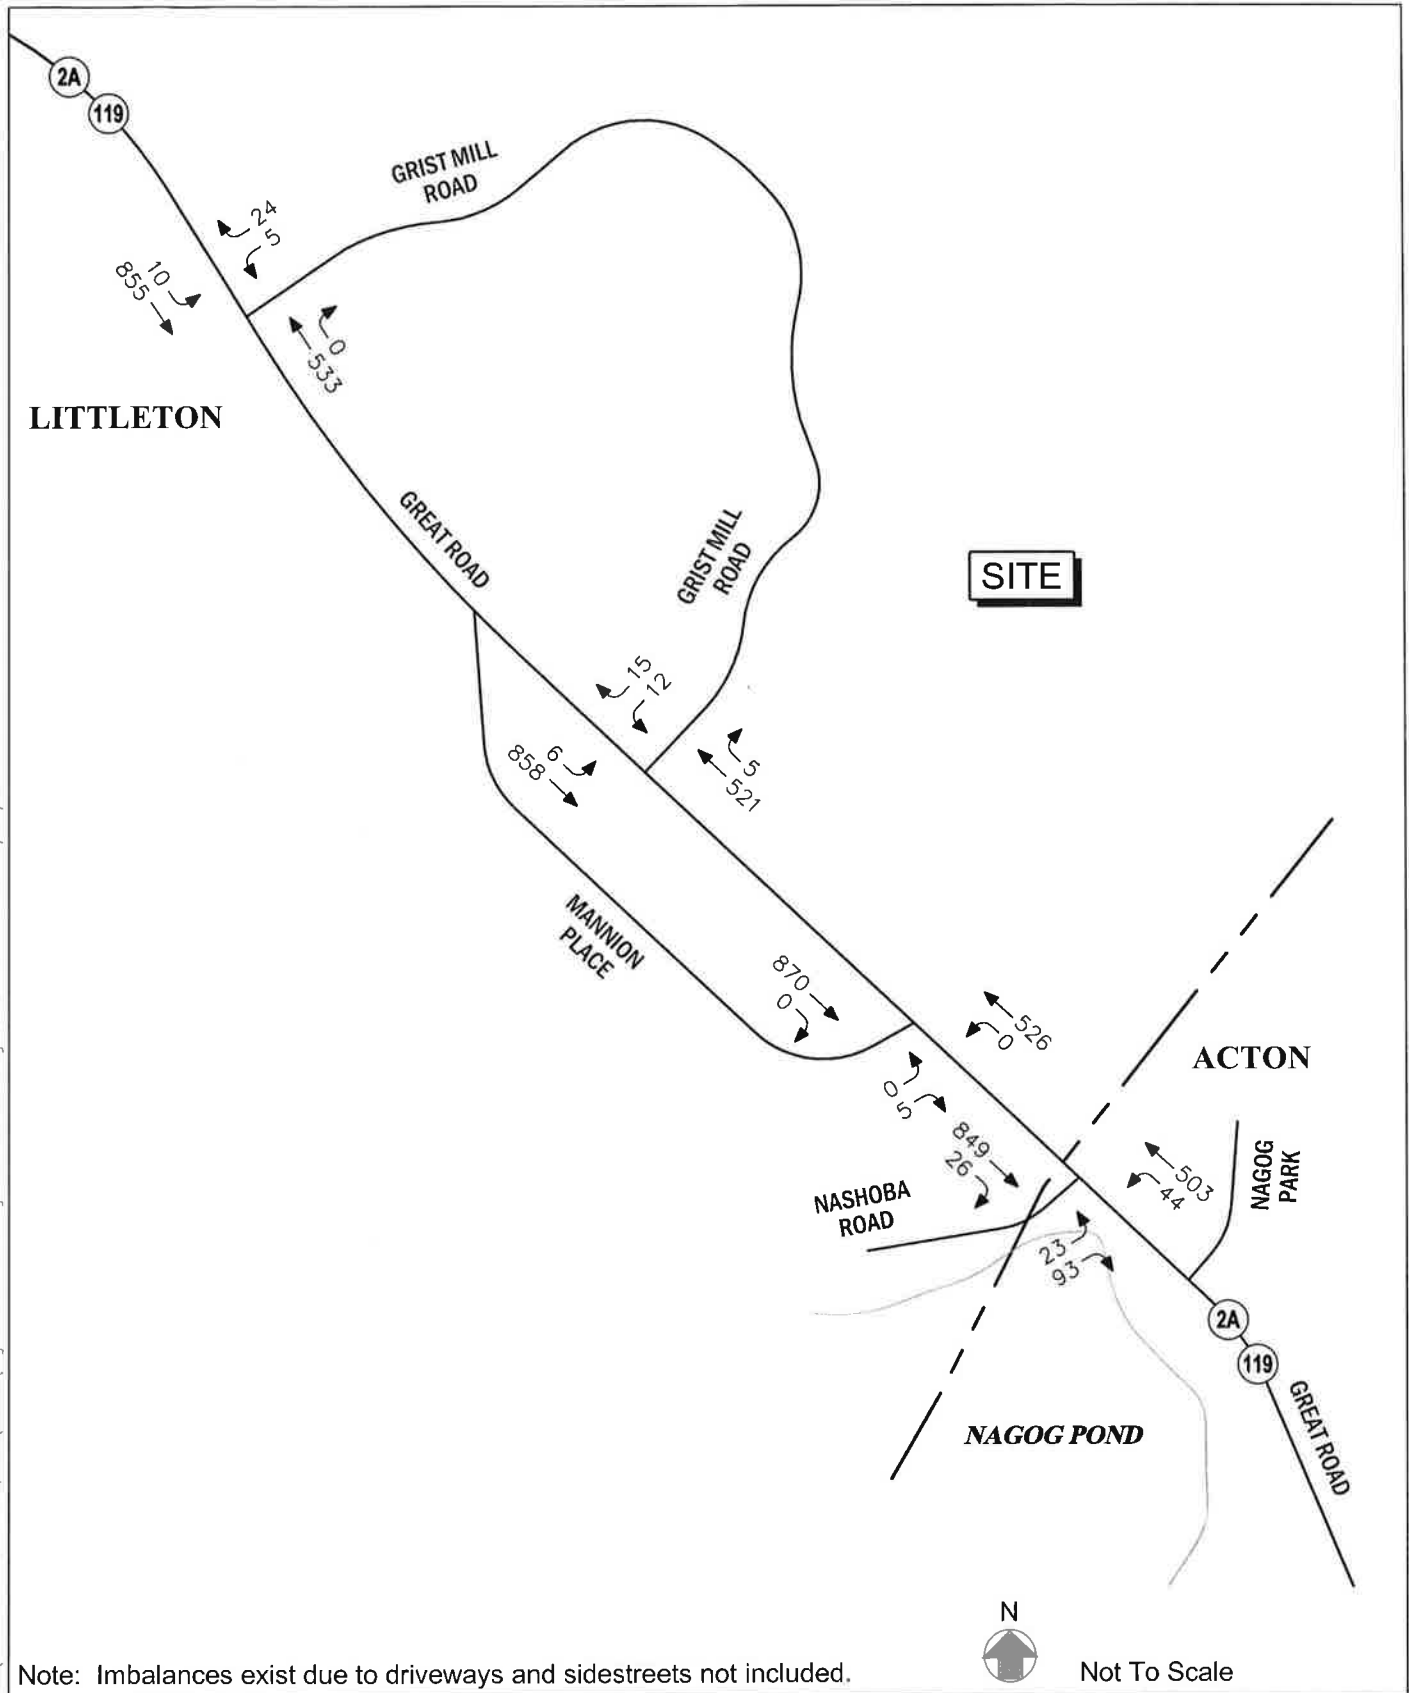 2A
119
GRIST MILL
ROAD
24
5
10
855
0
533
LITTLETON
GREAT ROAD
GRIST MILL
ROAD
SITE
15
12
6
858
5
521
MANNION
PLACE
870
0
526
0
ACTON
0
5
849
26
503
44
NAGOG
PARK
NASHOBA
ROAD
23
93
2A
119
GREAT ROAD
NAGOG POND
N
Note: Imbalances exist due to driveways and sidestreets not included.
Not To Scale